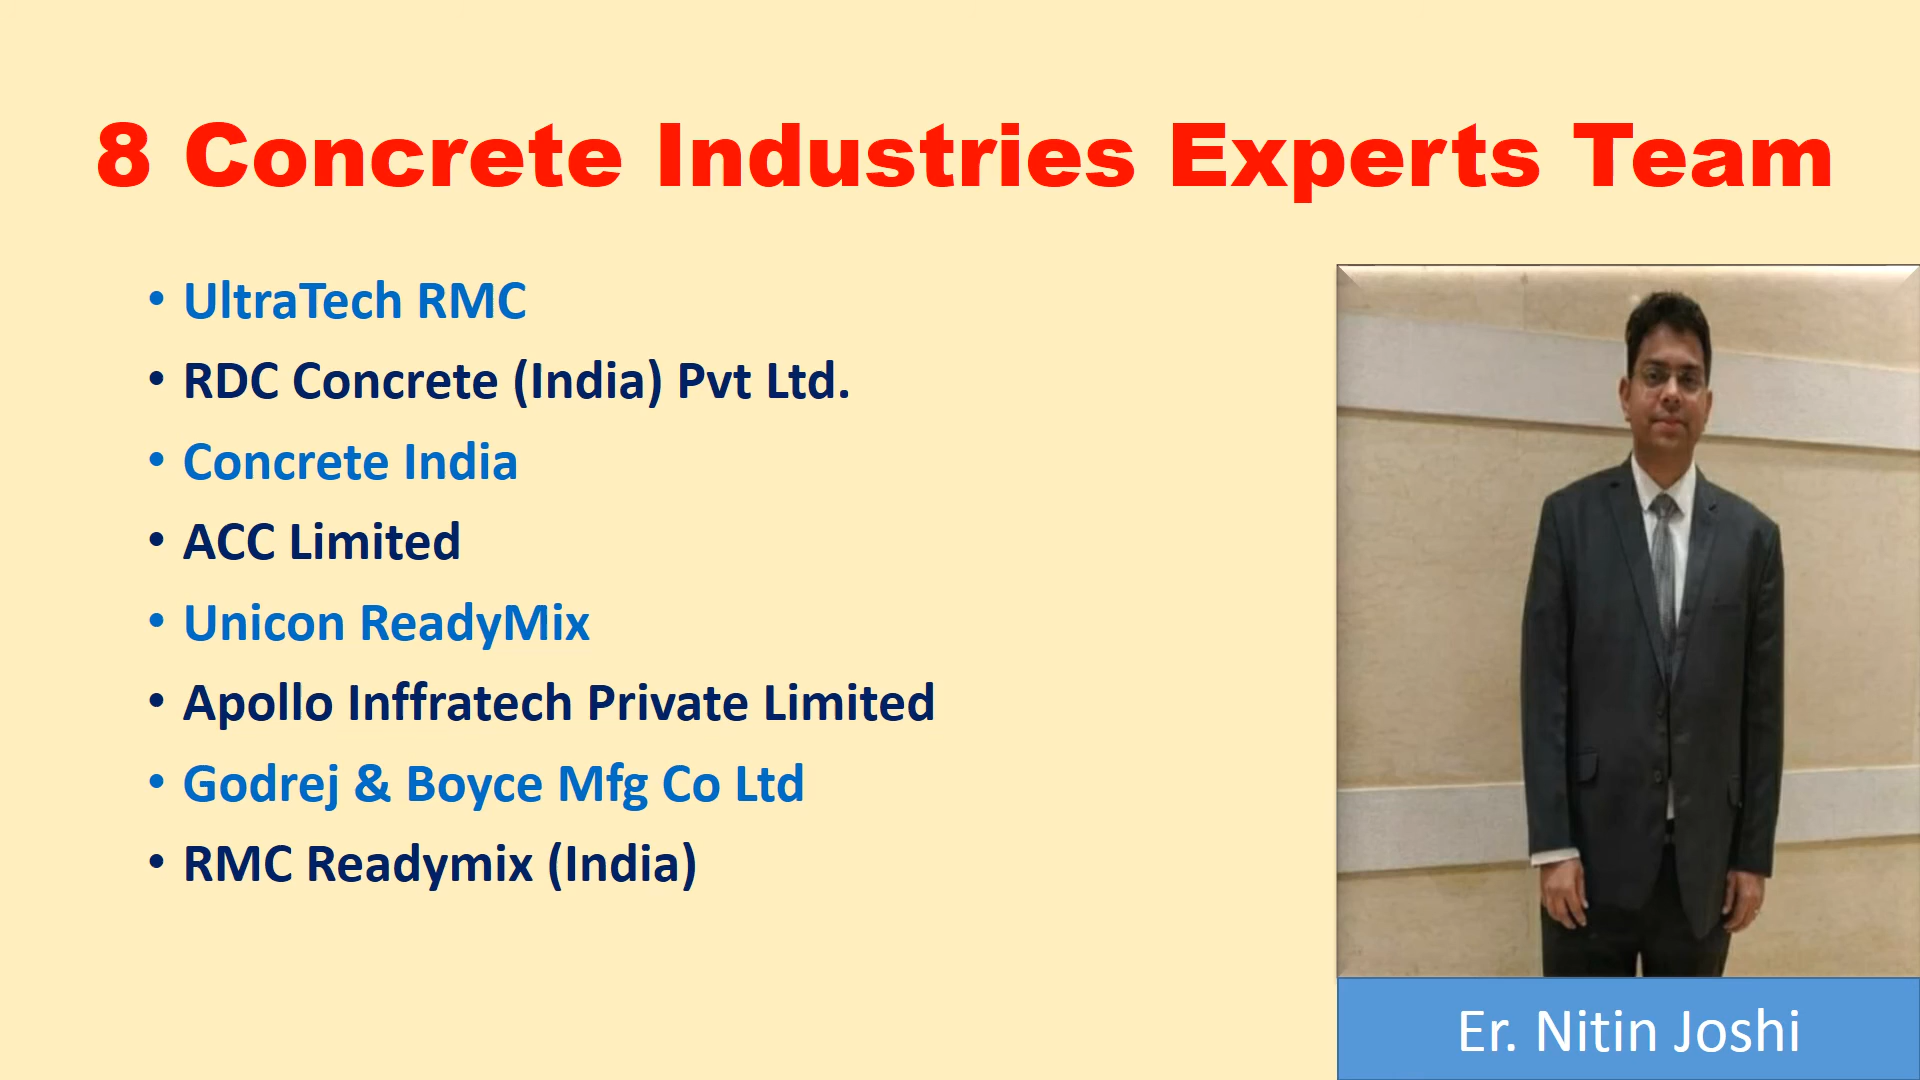 8 Concrete Industries Experts Team
• UltraTech RMC
• RDC Concrete (India) Pvt Ltd.
• Concrete India
• ACC Limited
• Unicon ReadyMix
• Apollo Inffratech Private Limited
• Godrej & Boyce Mfg Co Ltd
• RMC Readymix (India)
Er. Nitin Joshi